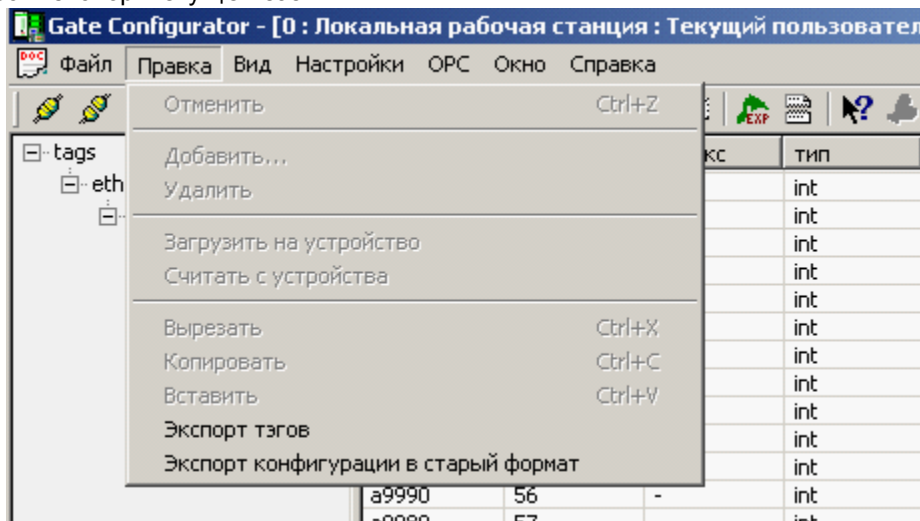 Gate Configurator - [0 : Локальная рабочая станция : Текущий пользовател
Файл Правка Вид Настройки OPC Окно Справка
EXP
Отменить Ctrl+Z
Добавить...
Удалить
Загрузить на устройство
Считать с устройства
Вырезать Ctrl+X
Копировать Ctrl+C
Вставить Ctrl+V
Экспорт тэгов
Экспорт конфигурации в старый формат
tags
eth
кс тип
int
int
int
int
int
int
int
int
int
int
int
a9990 56 - int